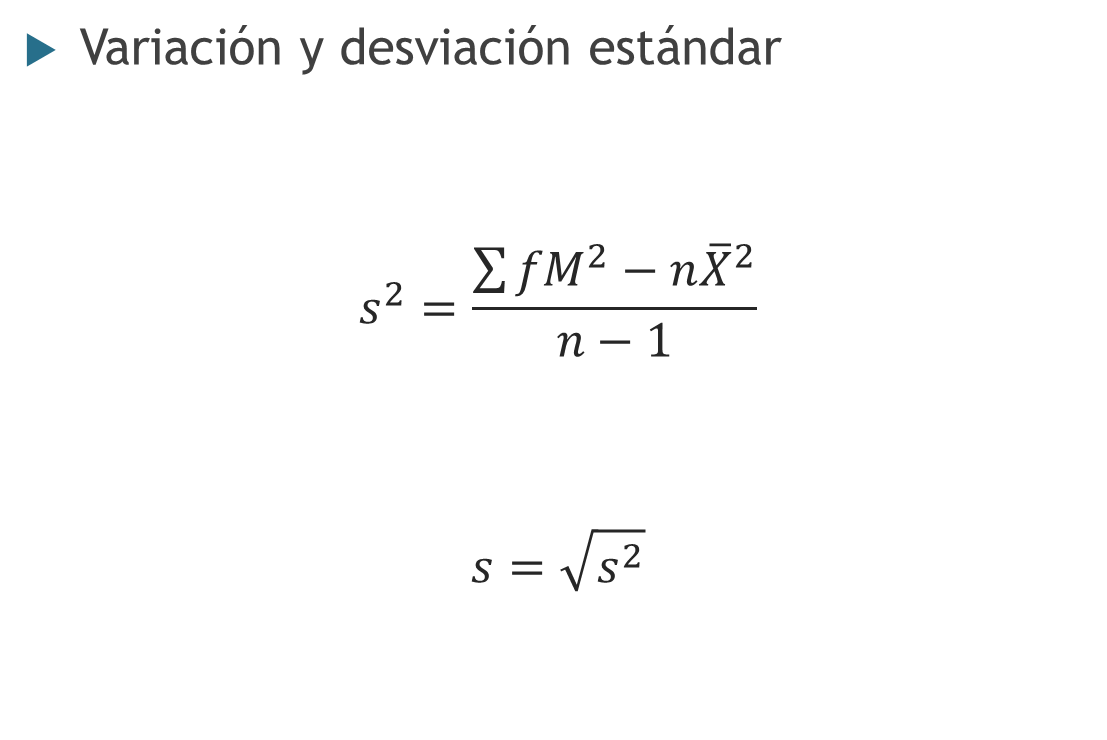 Variación y desviación estándar
s² = (∑ fM² − nX̅²) / (n − 1)
s = √s²